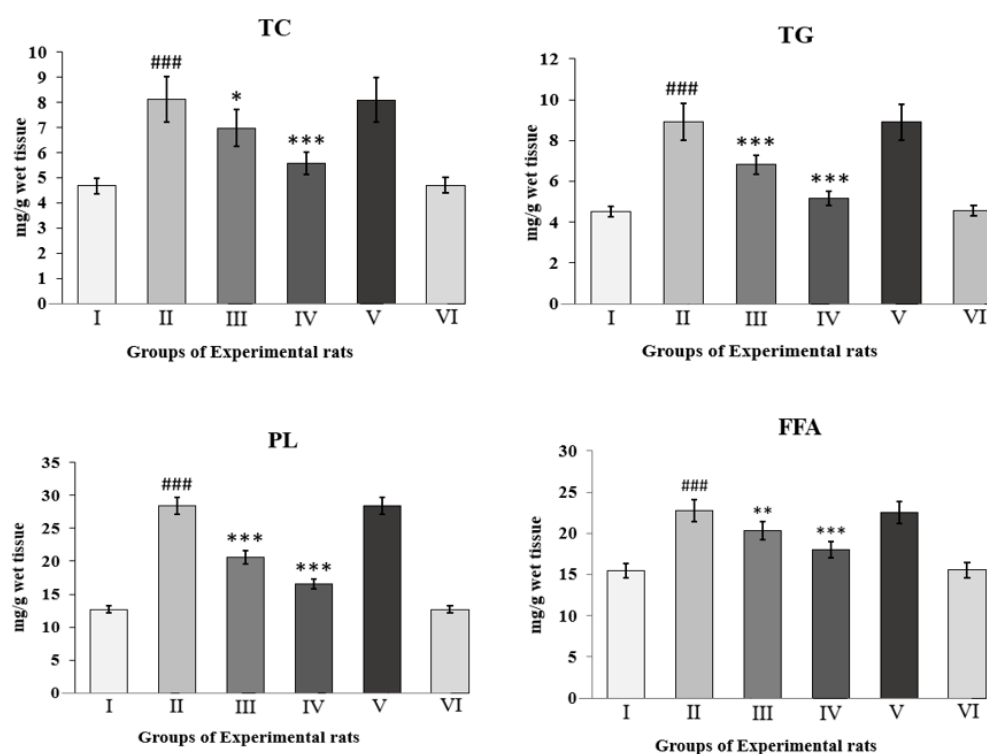 TC
mg/g wet tissue
10
9
8
7
6
5
4
3
2
1
0
###
*
***
I II III IV V VI
Groups of Experimental rats
TG
mg/g wet tissue
12
10
8
6
4
2
0
###
***
***
I II III IV V VI
Groups of Experimental rats
PL
mg/g wet tissue
35
30
25
20
15
10
5
0
###
***
***
I II III IV V VI
Groups of Experimental rats
FFA
mg/g wet tissue
30
25
20
15
10
5
0
###
**
***
I II III IV V VI
Groups of Experimental rats